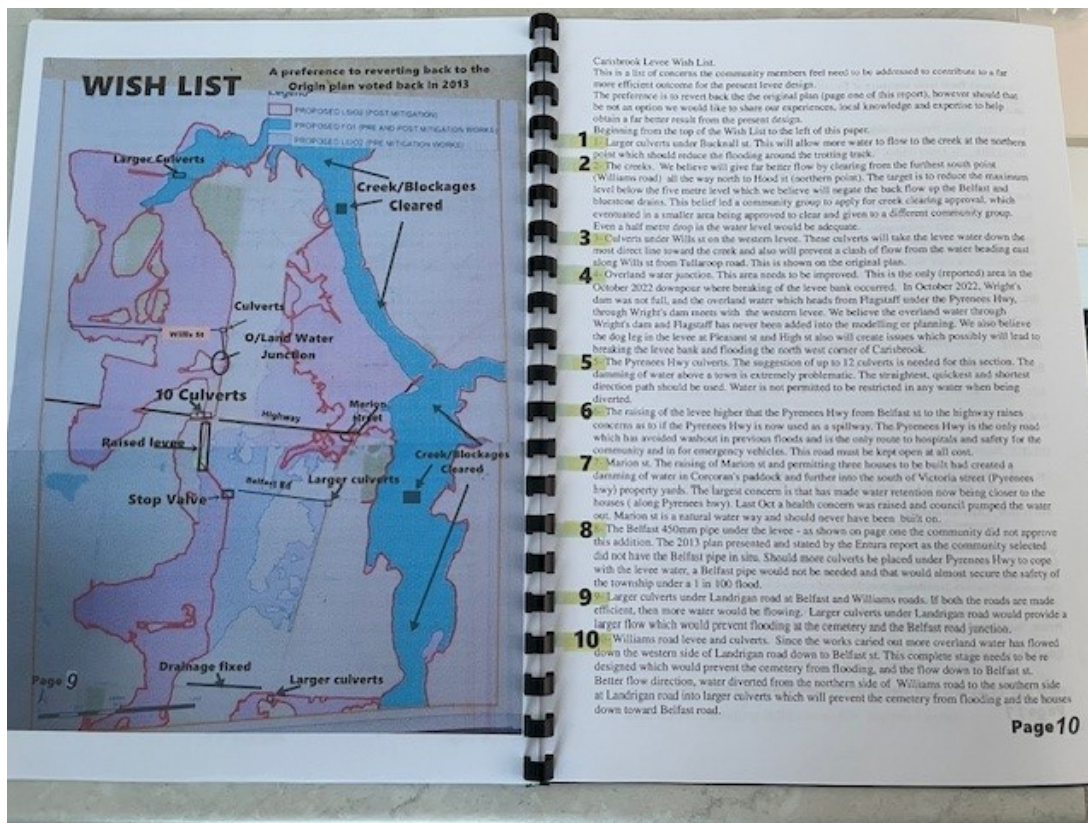 WISH LIST
A preference to reverting back to the
Origin plan voted back in 2013
Legend
PROPOSED LSIO2 (POST MITIGATION)
PROPOSED FO1 (PRE AND POST MITIGATION WORKS)
PROPOSED LIO2 (PRE MITIGATION WORKS)
Larger Culverts
Creek/Blockages
Cleared
Culverts
Wills St
O/Land Water
Junction
10 Culverts
Highway
Marion
street
Raised levee
Creek/Blockages
Cleared
Belfast Rd
Larger culverts
Stop Valve
Drainage fixed
Larger culverts
Page 9
Carisbrook Levee Wish List.
This is a list of concerns the community members feel need to be addressed to contribute to a far
more efficient outcome for the present levee design.
The preference is to revert back the the original plan (page one of this report), however should that
be not an option we would like to share our experiences, local knowledge and expertise to help
obtain a far better result from the present design.
Beginning from the top of the Wish List to the left of this paper.
1 Larger culverts under Bucknall st. This will allow more water to flow to the creek at the northern
point which should reduce the flooding around the trotting track.
2 The creeks. We believe will give far better flow by clearing from the furthest south point
(Williams road) all the way north to Hood st (northern point). The target is to reduce the maximum
level below the five metre level which we believe will negate the back flow up the Belfast and
bluestone drains. This belief led a community group to apply for creek clearing approval, which
eventuated in a smaller area being approved to clear and given to a different community group.
Even a half metre drop in the water level would be adequate.
3 Culverts under Wills st on the western levee. These culverts will take the levee water down the
most direct line toward the creek and also will prevent a clash of flow from the water heading east
along Wills st from Tullaroop road. This is shown on the original plan.
4 Overland water junction. This area needs to be improved. This is the only (reported) area in the
October 2022 downpour where breaking of the levee bank occurred. In October 2022, Wright's
dam was not full, and the overland water which heads from Flagstaff under the Pyrenees Hwy,
through Wright's dam meets with the western levee. We believe the overland water through
Wright's dam and Flagstaff has never been added into the modelling or planning. We also believe
the dog leg in the levee at Pleasant st and High st also will create issues which possibly will lead to
breaking the levee bank and flooding the north west corner of Carisbrook.
5 The Pyrenees Hwy culverts. The suggestion of up to 12 culverts is needed for this section. The
damming of water above a town is extremely problematic. The straightest, quickest and shortest
direction path should be used. Water is not permitted to be restricted in any water when being
diverted.
6 The raising of the levee higher that the Pyrenees Hwy from Belfast st to the highway raises
concerns as to if the Pyrenees Hwy is now used as a spillway. The Pyrenees Hwy is the only road
which has avoided washout in previous floods and is the only route to hospitals and safety for the
community and in for emergency vehicles. This road must be kept open at all cost.
7 Marion st. The raising of Marion st and permitting three houses to be built had created a
damming of water in Corcoran's paddock and further into the south of Victoria street (Pyrenees
hwy) property yards. The largest concern is that has made water retention now being closer to the
houses ( along Pyrenees hwy). Last Oct a health concern was raised and council pumped the water
out. Marion st is a natural water way and should never have been built on.
8 The Belfast 450mm pipe under the levee - as shown on page one the community did not approve
this addition. The 2013 plan presented and stated by the Entura report as the community selected
did not have the Belfast pipe in situ. Should more culverts be placed under Pyrenees Hwy to cope
with the levee water, a Belfast pipe would not be needed and that would almost secure the safety of
the township under a 1 in 100 flood.
9 Larger culverts under Landrigan road at Belfast and Williams roads. If both the roads are made
efficient, then more water would be flowing. Larger culverts under Landrigan road would provide a
larger flow which would prevent flooding at the cemetery and the Belfast road junction.
10 Williams road levee and culverts. Since the works caried out more overland water has flowed
down the western side of Landrigan road down to Belfast st. This complete stage needs to be re
designed which would prevent the cemetery from flooding, and the flow down to Belfast st.
Better flow direction, water diverted from the northern side of Williams road to the southern side
at Landrigan road into larger culverts which will prevent the cemetery from flooding and the houses
down toward Belfast road.
Page 10